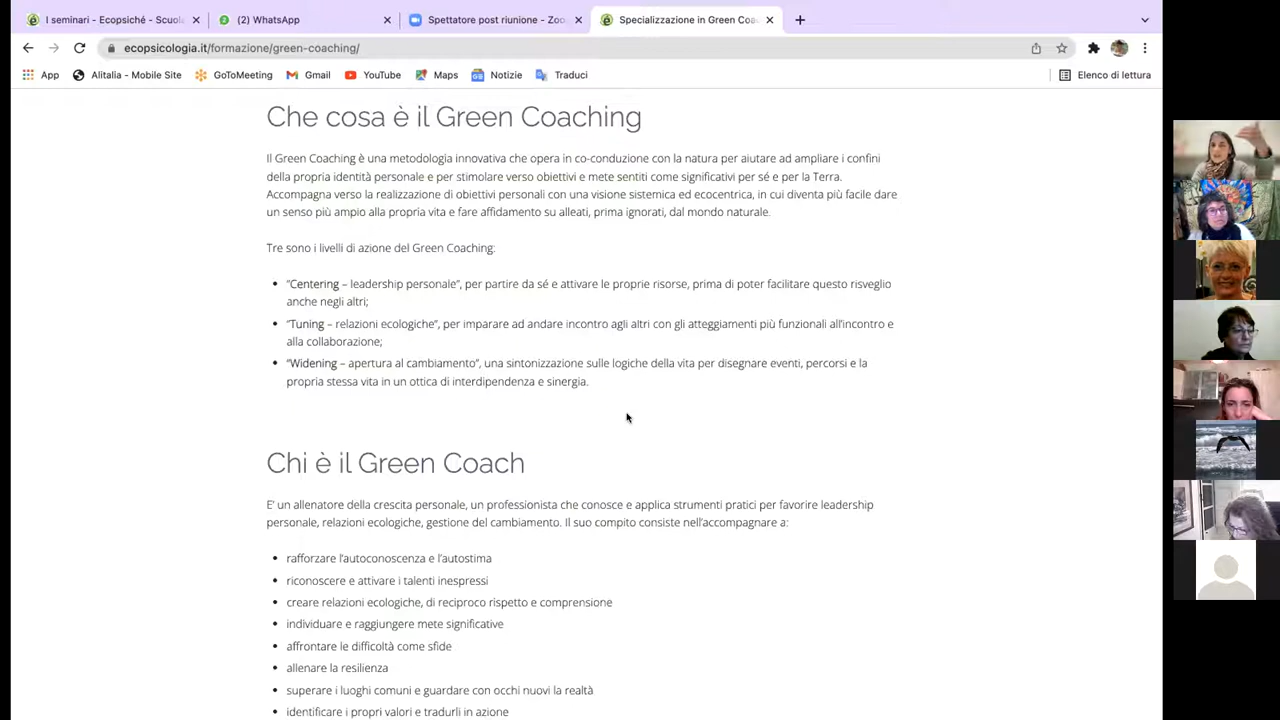 I seminari - Ecopsiché - Scuola
(2) WhatsApp
Spettatore post riunione - Zoo
Specializzazione in Green Coa
ecopsicologia.it/formazione/green-coaching/
App
Alitalia - Mobile Site
GoToMeeting
Gmail
YouTube
Maps
Notizie
Traduci
Elenco di lettura
Che cosa è il Green Coaching
Il Green Coaching è una metodologia innovativa che opera in co-conduzione con la natura per aiutare ad ampliare i confini
della propria identità personale e per stimolare verso obiettivi e mete sentiti come significativi per sé e per la Terra.
Accompagna verso la realizzazione di obiettivi personali con una visione sistemica ed ecocentrica, in cui diventa più facile dare
un senso più ampio alla propria vita e fare affidamento su alleati, prima ignorati, dal mondo naturale.
Tre sono i livelli di azione del Green Coaching:
"Centering – leadership personale", per partire da sé e attivare le proprie risorse, prima di poter facilitare questo risveglio
anche negli altri;
"Tuning – relazioni ecologiche", per imparare ad andare incontro agli altri con gli atteggiamenti più funzionali all'incontro e
alla collaborazione;
"Widening – apertura al cambiamento", una sintonizzazione sulle logiche della vita per disegnare eventi, percorsi e la
propria stessa vita in un ottica di interdipendenza e sinergia.
Chi è il Green Coach
E' un allenatore della crescita personale, un professionista che conosce e applica strumenti pratici per favorire leadership
personale, relazioni ecologiche, gestione del cambiamento. Il suo compito consiste nell'accompagnare a:
rafforzare l'autoconoscenza e l'autostima
riconoscere e attivare i talenti inespressi
creare relazioni ecologiche, di reciproco rispetto e comprensione
individuare e raggiungere mete significative
affrontare le difficoltà come sfide
allenare la resilienza
superare i luoghi comuni e guardare con occhi nuovi la realtà
identificare i propri valori e tradurli in azione